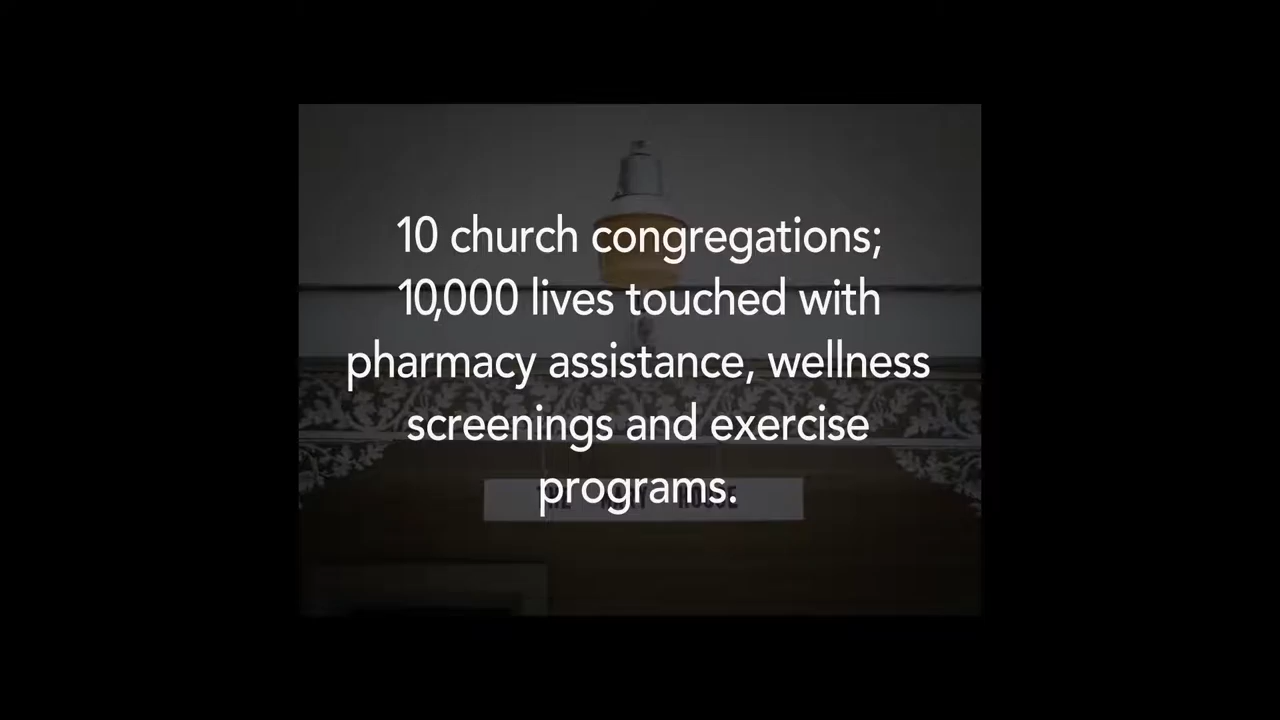 10 church congregations;
10,000 lives touched with
pharmacy assistance, wellness
screenings and exercise
programs.